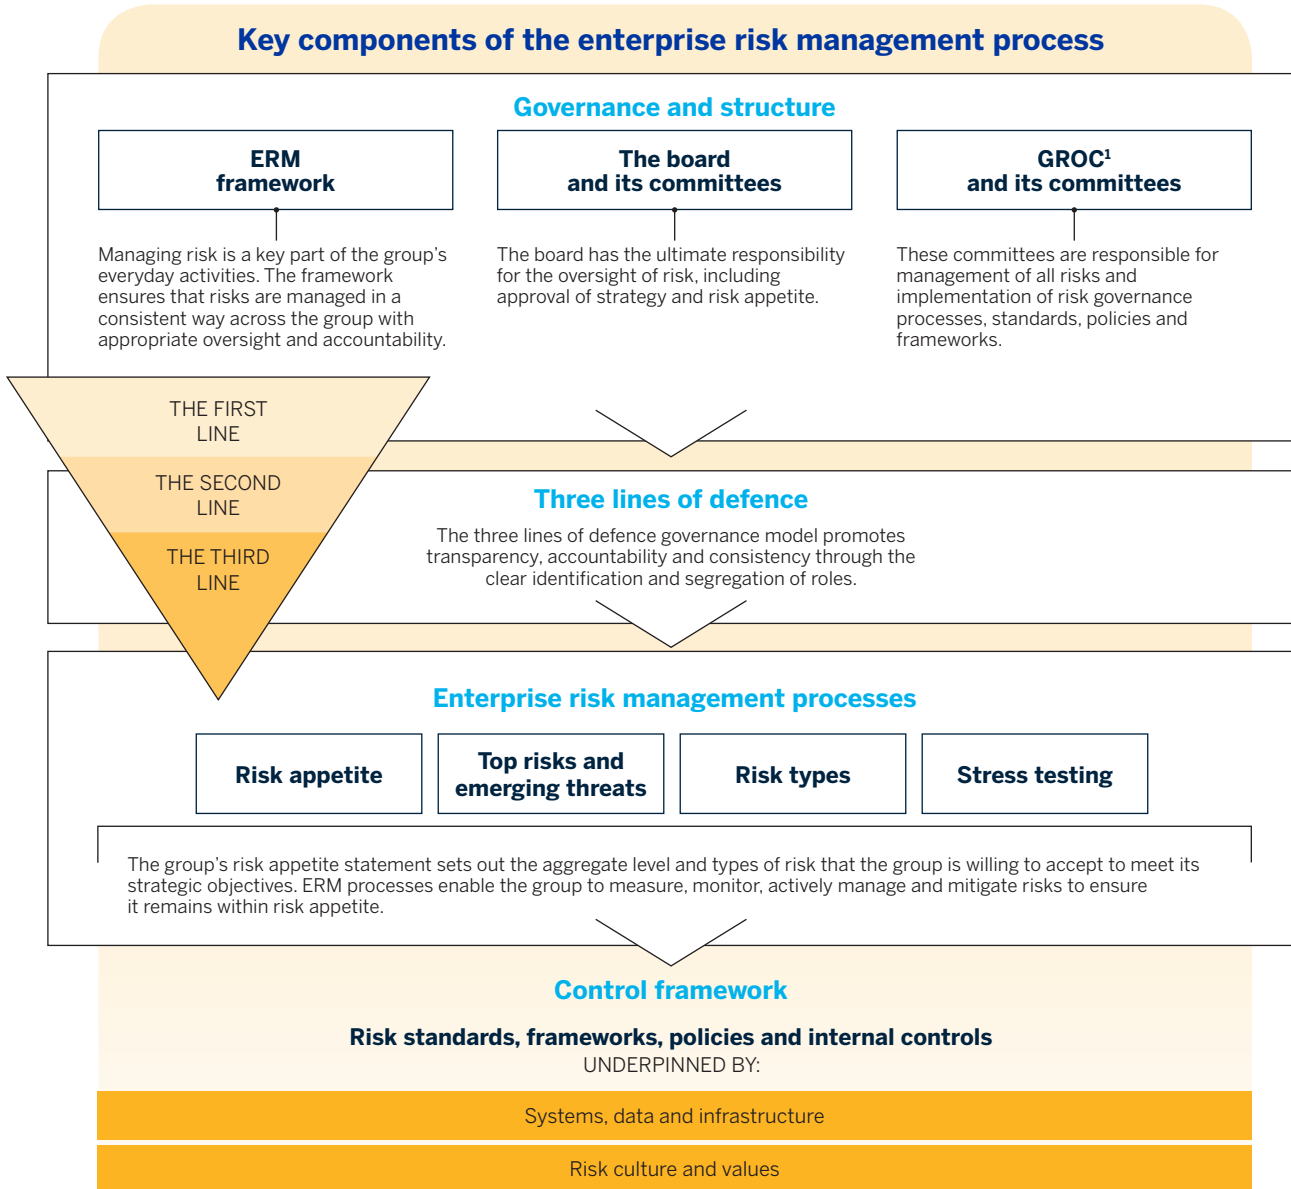 Key components of the enterprise risk management process
Governance and structure
ERM
framework
The board
and its committees
GROC¹
and its committees
Managing risk is a key part of the group’s
everyday activities. The framework
ensures that risks are managed in a
consistent way across the group with
appropriate oversight and accountability.
The board has the ultimate responsibility
for the oversight of risk, including
approval of strategy and risk appetite.
These committees are responsible for
management of all risks and
implementation of risk governance
processes, standards, policies and
frameworks.
THE FIRST
LINE
THE SECOND
LINE
THE THIRD
LINE
Three lines of defence
The three lines of defence governance model promotes
transparency, accountability and consistency through the
clear identification and segregation of roles.
Enterprise risk management processes
Risk appetite
Top risks and
emerging threats
Risk types
Stress testing
The group’s risk appetite statement sets out the aggregate level and types of risk that the group is willing to accept to meet its
strategic objectives. ERM processes enable the group to measure, monitor, actively manage and mitigate risks to ensure
it remains within risk appetite.
Control framework
Risk standards, frameworks, policies and internal controls
UNDERPINNED BY:
Systems, data and infrastructure
Risk culture and values